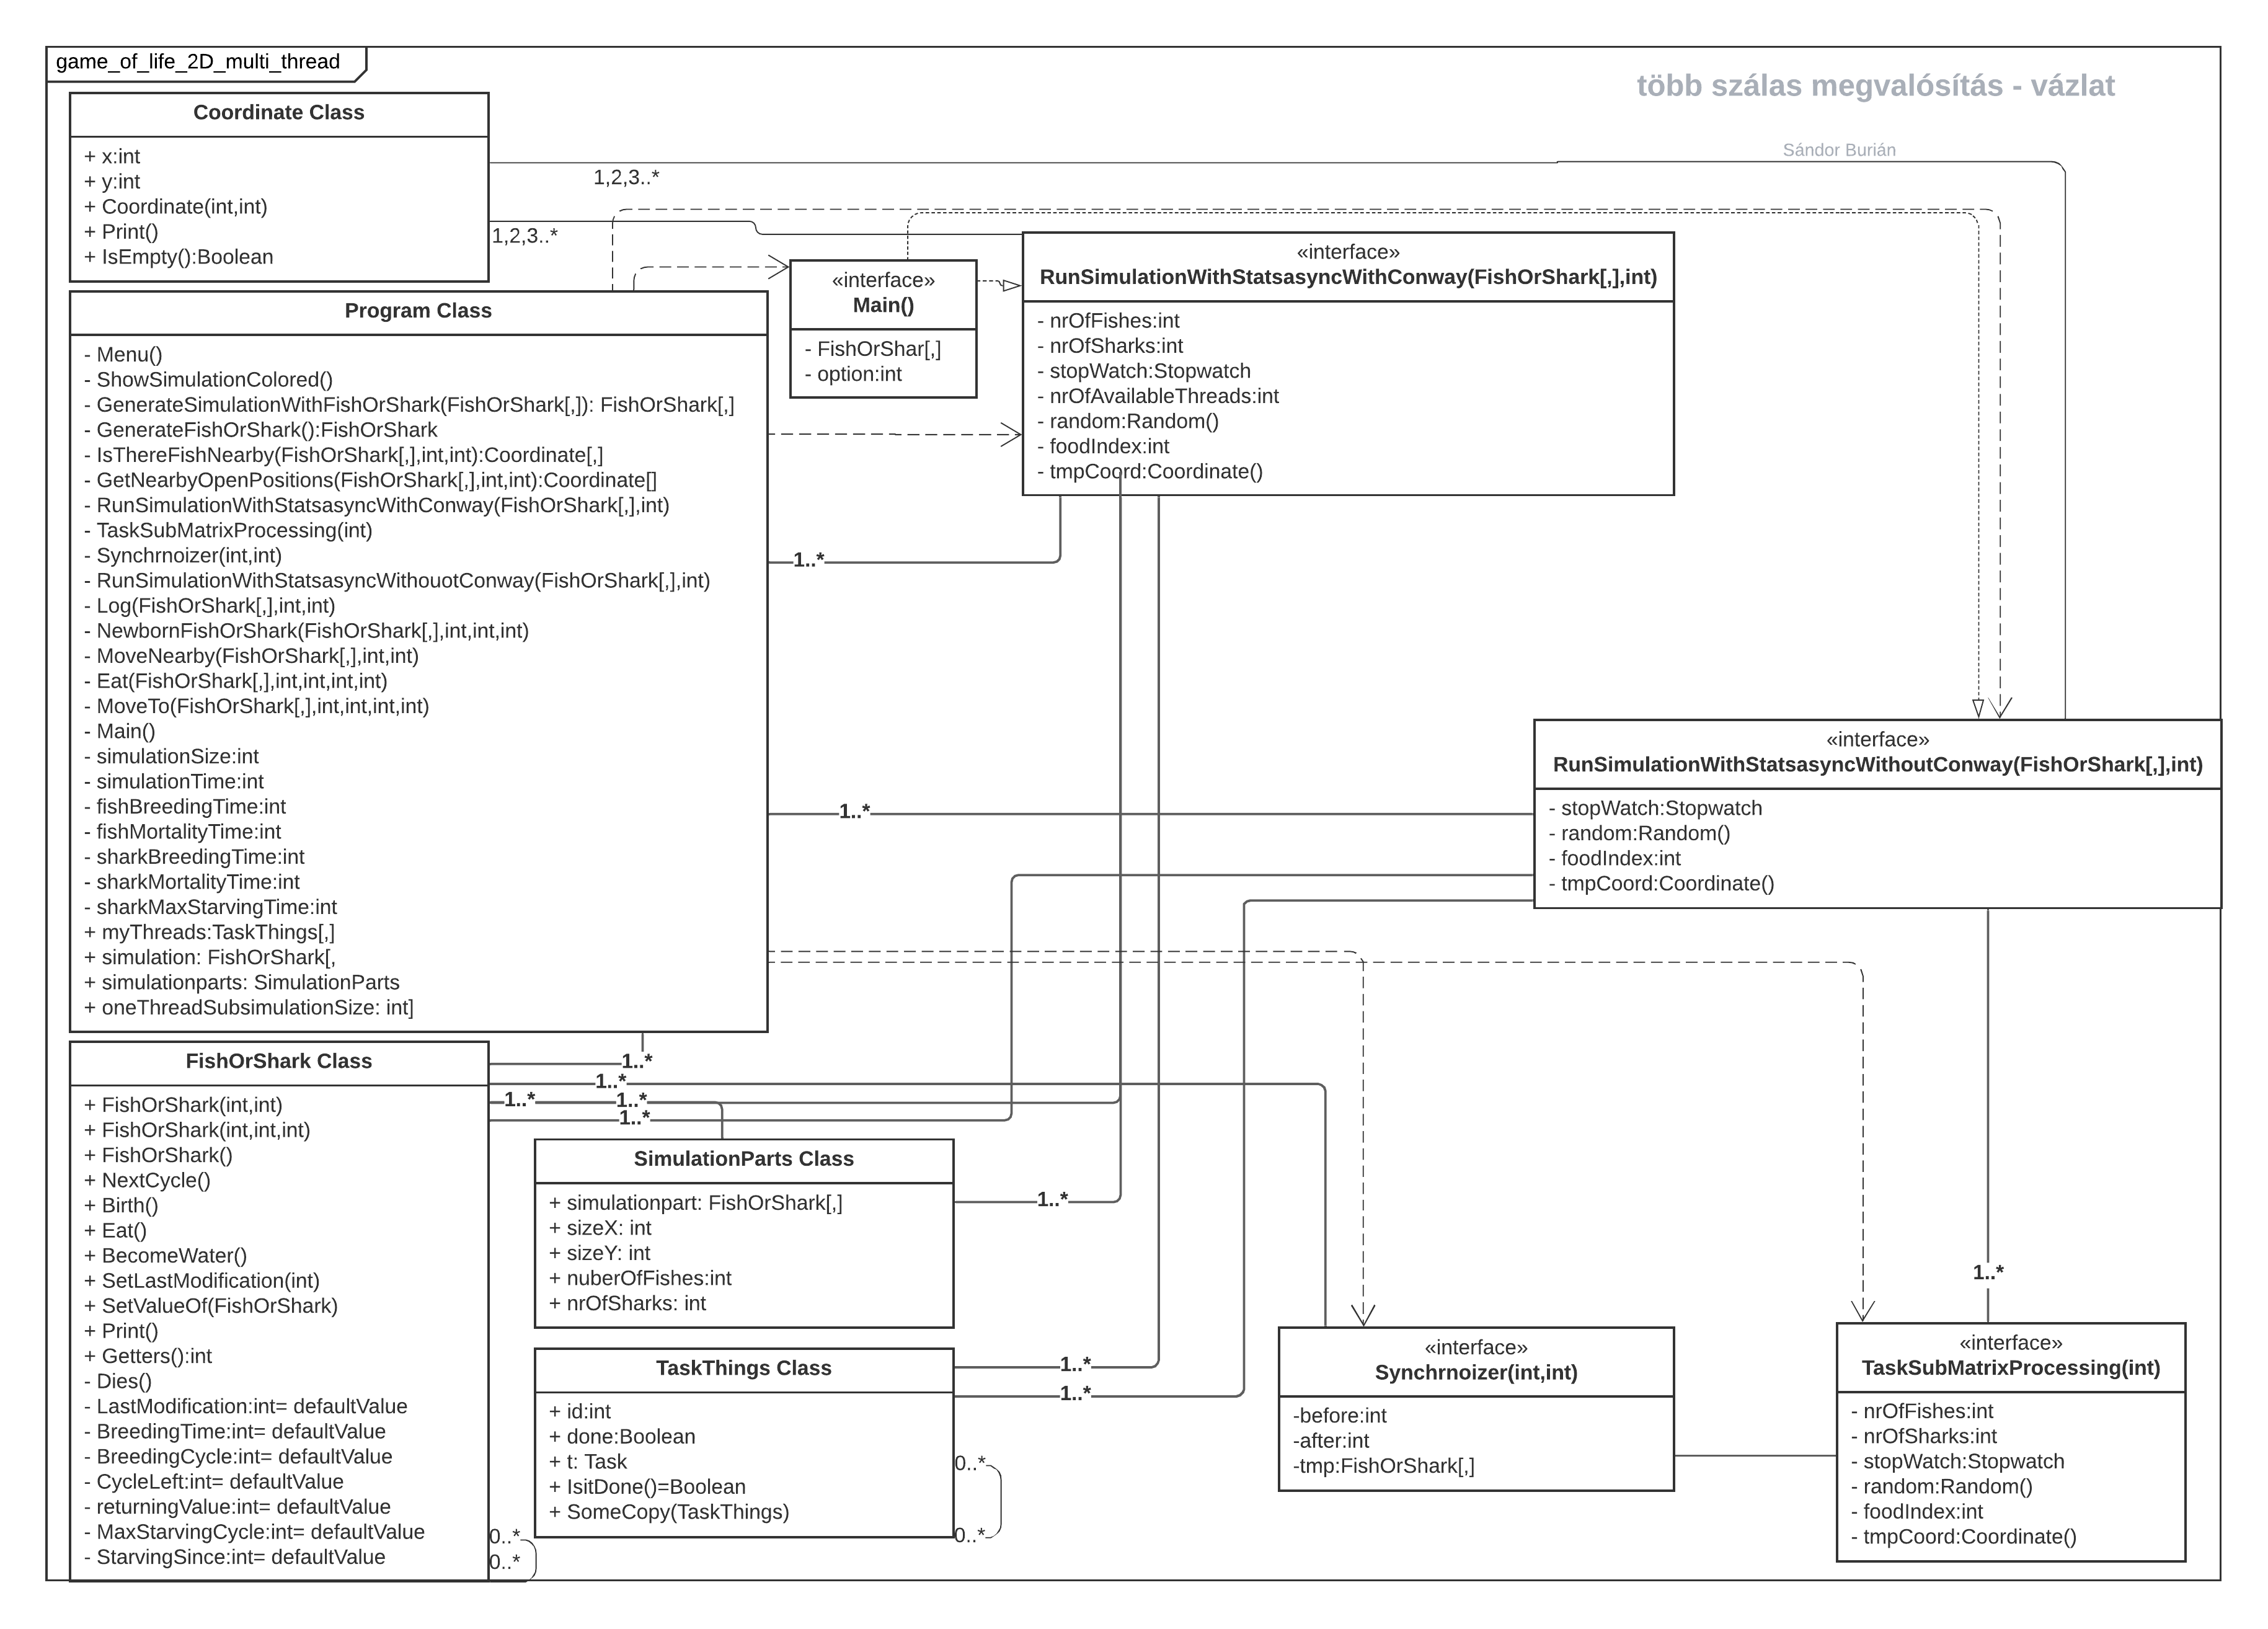 game_of_life_2D_multi_thread
több szálas megvalósítás - vázlat
Sándor Burián
Coordinate Class
+ x:int
+ y:int
+ Coordinate(int,int)
+ Print()
+ IsEmpty():Boolean
1,2,3..*
1,2,3..*
Program Class
- Menu()
- ShowSimulationColored()
- GenerateSimulationWithFishOrShark(FishOrShark[,]): FishOrShark[,]
- GenerateFishOrShark():FishOrShark
- IsThereFishNearby(FishOrShark[,],int,int):Coordinate[,]
- GetNearbyOpenPositions(FishOrShark[,],int,int):Coordinate[]
- RunSimulationWithStatsasyncWithConway(FishOrShark[,],int)
- TaskSubMatrixProcessing(int)
- Synchrnoizer(int,int)
- RunSimulationWithStatsasyncWithouotConway(FishOrShark[,],int)
- Log(FishOrShark[,],int,int)
- NewbornFishOrShark(FishOrShark[,],int,int,int)
- MoveNearby(FishOrShark[,],int,int)
- Eat(FishOrShark[,],int,int,int,int)
- MoveTo(FishOrShark[,],int,int,int,int)
- Main()
- simulationSize:int
- simulationTime:int
- fishBreedingTime:int
- fishMortalityTime:int
- sharkBreedingTime:int
- sharkMortalityTime:int
- sharkMaxStarvingTime:int
+ myThreads:TaskThings[,]
+ simulation: FishOrShark[,
+ simulationparts: SimulationParts
+ oneThreadSubsimulationSize: int]
«interface»
Main()
- FishOrShar[,]
- option:int
«interface»
RunSimulationWithStatsasyncWithConway(FishOrShark[,],int)
- nrOfFishes:int
- nrOfSharks:int
- stopWatch:Stopwatch
- nrOfAvailableThreads:int
- random:Random()
- foodIndex:int
- tmpCoord:Coordinate()
1..*
1..*
«interface»
RunSimulationWithStatsasyncWithoutConway(FishOrShark[,],int)
- stopWatch:Stopwatch
- random:Random()
- foodIndex:int
- tmpCoord:Coordinate()
FishOrShark Class
+ FishOrShark(int,int)
+ FishOrShark(int,int,int)
+ FishOrShark()
+ NextCycle()
+ Birth()
+ Eat()
+ BecomeWater()
+ SetLastModification(int)
+ SetValueOf(FishOrShark)
+ Print()
+ Getters():int
- Dies()
- LastModification:int= defaultValue
- BreedingTime:int= defaultValue
- BreedingCycle:int= defaultValue
- CycleLeft:int= defaultValue
- returningValue:int= defaultValue
- MaxStarvingCycle:int= defaultValue
- StarvingSince:int= defaultValue
1..*
1..*
1..* 1..*
1..*
0..*
0..*
SimulationParts Class
+ simulationpart: FishOrShark[,]
+ sizeX: int
+ sizeY: int
+ nuberOfFishes:int
+ nrOfSharks: int
1..*
TaskThings Class
+ id:int
+ done:Boolean
+ t: Task
+ IsitDone()=Boolean
+ SomeCopy(TaskThings)
1..*
1..*
0..*
0..*
«interface»
Synchrnoizer(int,int)
-before:int
-after:int
-tmp:FishOrShark[,]
1..*
«interface»
TaskSubMatrixProcessing(int)
- nrOfFishes:int
- nrOfSharks:int
- stopWatch:Stopwatch
- random:Random()
- foodIndex:int
- tmpCoord:Coordinate()